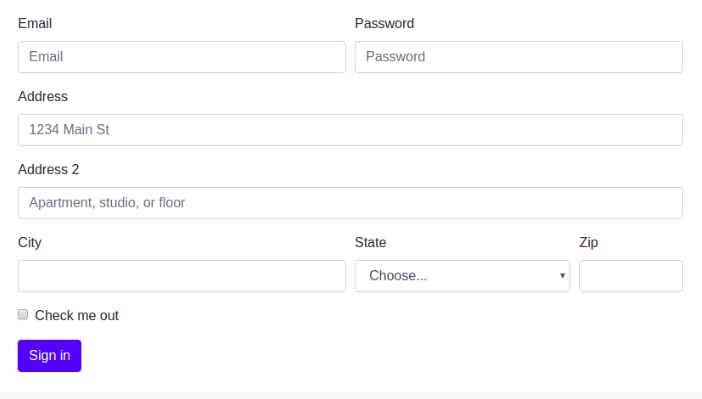 Email Password
Email Password
Address
1234 Main St
Address 2
Apartment, studio, or floor
City State Zip
Choose...
Check me out
Sign in